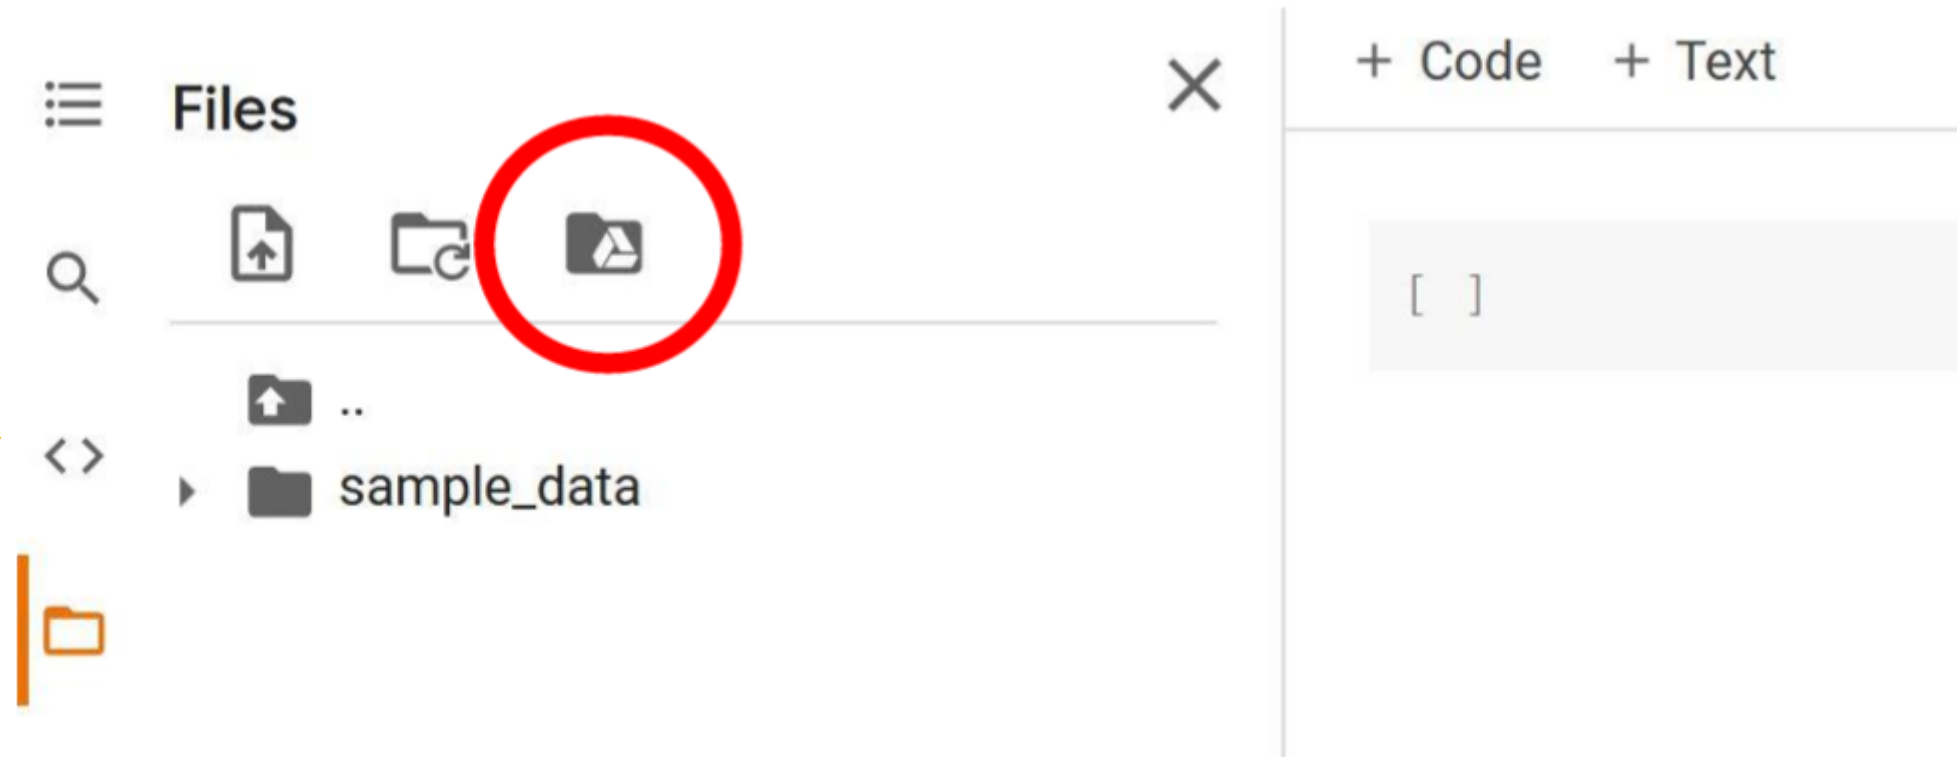 Files
+ Code + Text
[ ]
..
sample_data